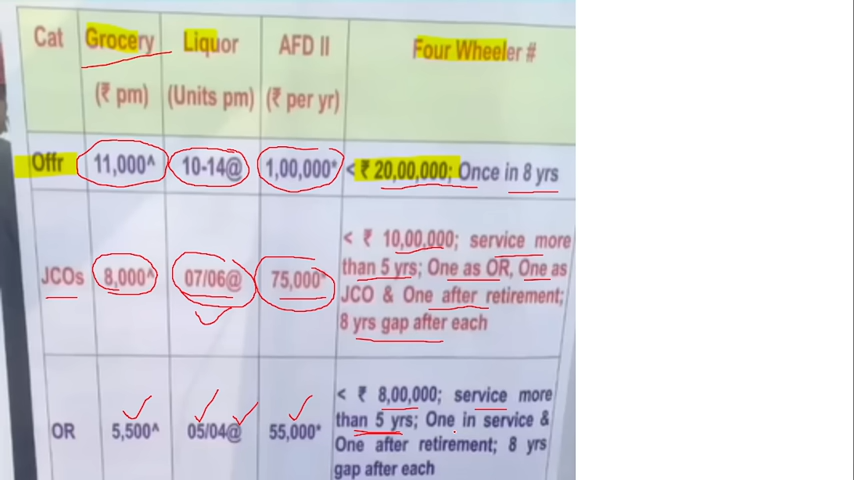 Cat Grocery Liquor AFD II Four Wheeler #
(₹ pm) (Units pm) (₹ per yr)
Offr 11,000^ 10-14@ 1,00,000* < ₹ 20,00,000; Once in 8 yrs
JCOs 8,000^ 07/06@ 75,000*
< ₹ 10,00,000; service more
than 5 yrs; One as OR, One as
JCO & One after retirement;
8 yrs gap after each
OR 5,500^ 05/04@ 55,000*
< ₹ 8,00,000; service more
than 5 yrs; One in service &
One after retirement; 8 yrs
gap after each